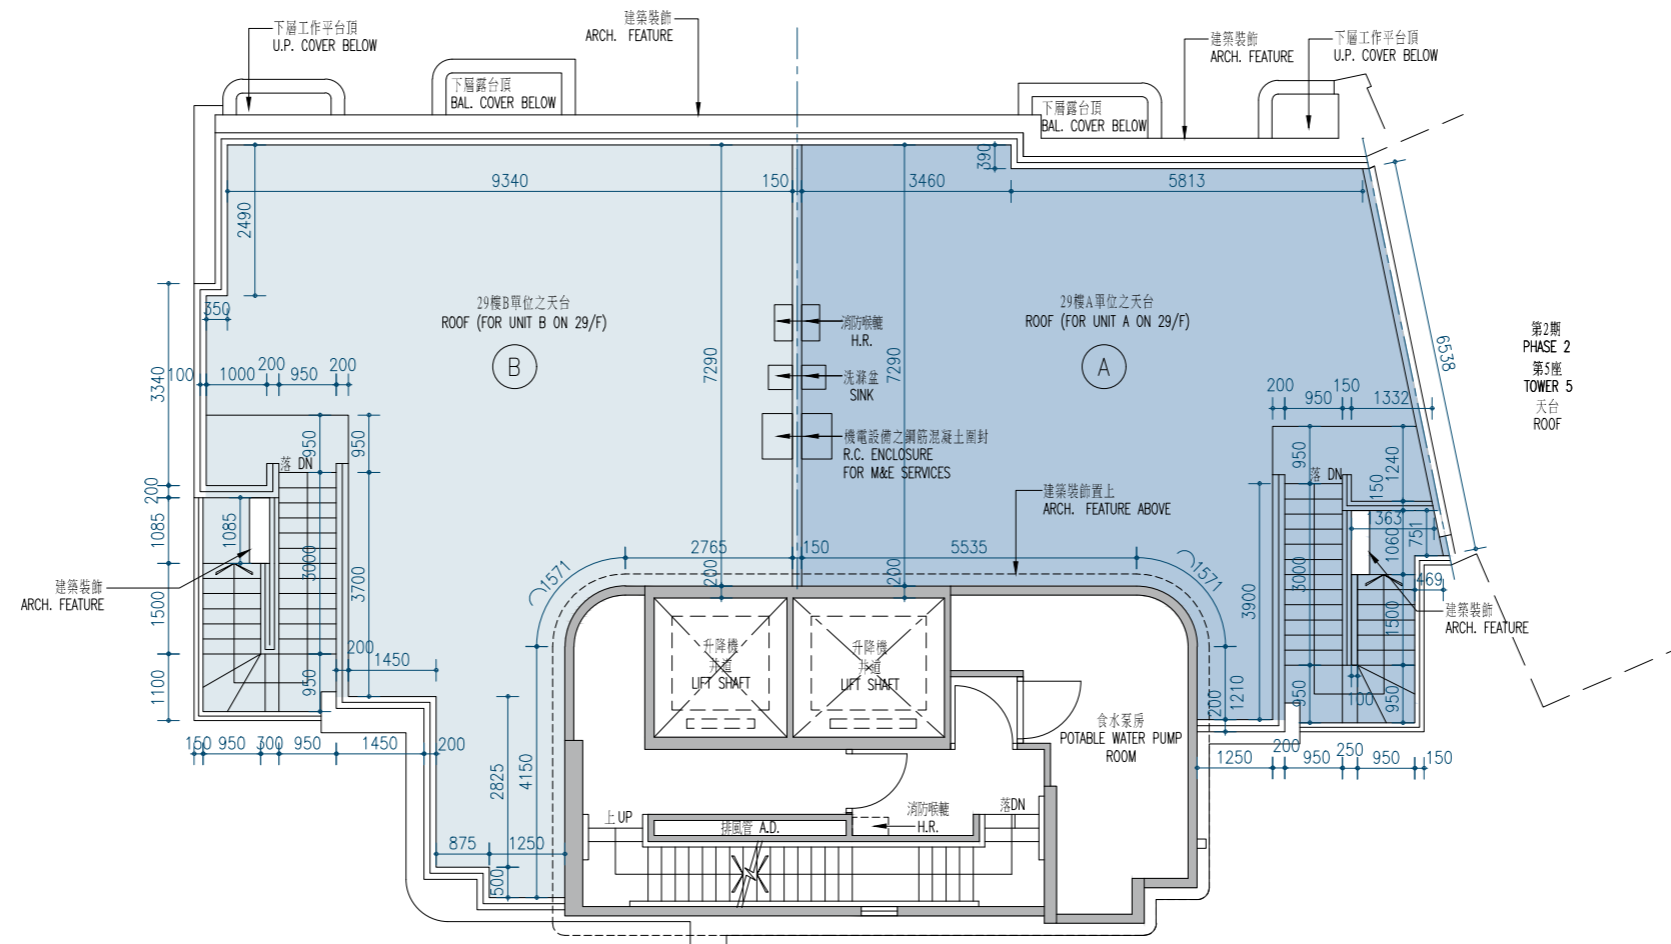 下層工作平台頂
U.P. COVER BELOW
建築裝飾
ARCH. FEATURE
建築裝飾
ARCH. FEATURE
下層工作平台頂
U.P. COVER BELOW
下層露台頂
BAL. COVER BELOW
下層露台頂
BAL. COVER BELOW
390
9340
150
3460
5813
2490
350
29樓B單位之天台
ROOF (FOR UNIT B ON 29/F)
B
29樓A單位之天台
ROOF (FOR UNIT A ON 29/F)
A
消防喉轆
H.R.
洗滌盆
SINK
機電設備之鋼筋混凝土圍封
R.C. ENCLOSURE
FOR M&E SERVICES
7290
7290
6538
第2期
PHASE 2
第5座
TOWER 5
天台
ROOF
3340
100
1000
200
950
200
200
950
150
1332
950
950
落 DN
200
1085
1085
3000
3700
950
落 DN
1240
150
1363
1060
751
469
3000
3900
1500
建築裝飾置上
ARCH. FEATURE ABOVE
2765
150
5535
200
200
1571
1571
建築裝飾
ARCH. FEATURE
建築裝飾
ARCH. FEATURE
1500
1100
200
1450
950
升降機
井道
LIFT SHAFT
升降機
井道
LIFT SHAFT
200
1210
950
100
950
食水泵房
POTABLE WATER PUMP
ROOM
150
950
300
950
1450
200
2825
4150
1250
200
950
250
950
150
875
1250
500
上 UP
排風管 A.D.
消防喉轆
H.R.
落DN